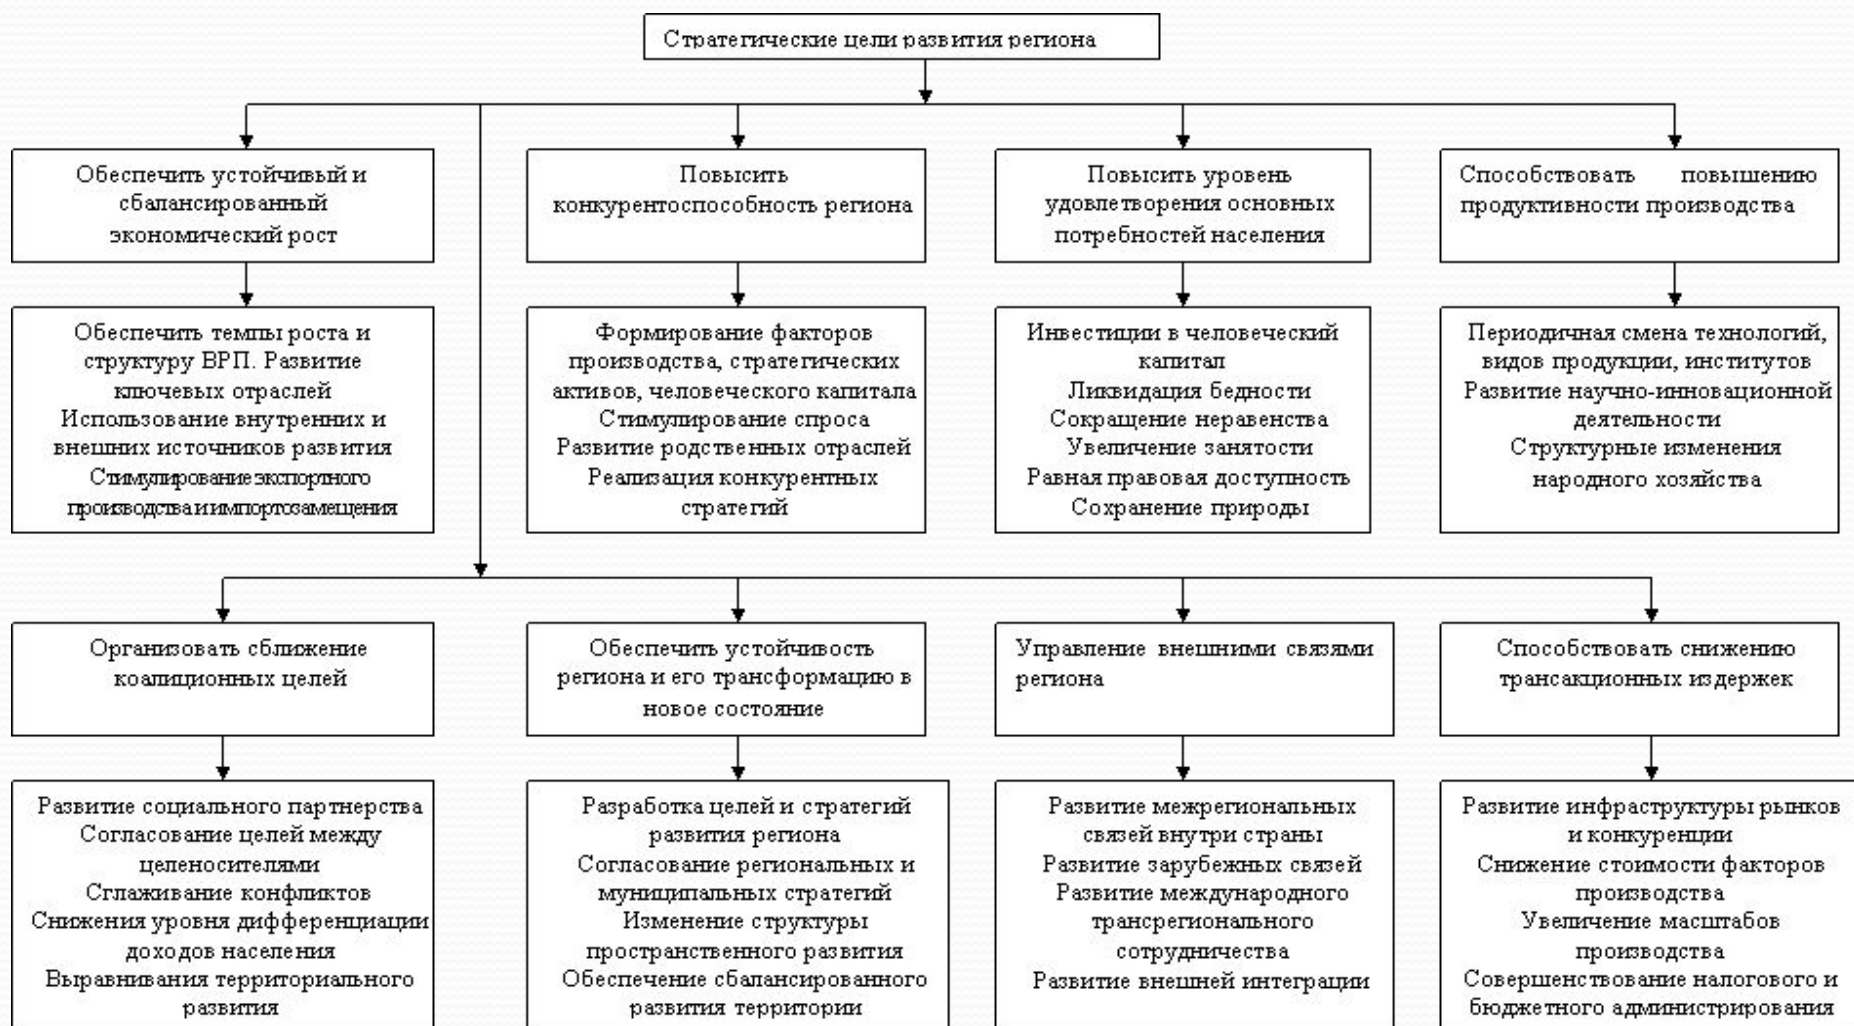 Стратегические цели развития региона
Обеспечить устойчивый и
сбалансированный
экономический рост
Повысить
конкурентоспособность региона
Повысить уровень
удовлетворения основных
потребностей населения
Способствовать повышению
продуктивности производства
Обеспечить темпы роста и
структуру ВРП. Развитие
ключевых отраслей
Использование внутренних и
внешних источников развития
Стимулирование экспортного
производства и импортозамещения
Формирование факторов
производства, стратегических
активов, человеческого капитала
Стимулирование спроса
Развитие родственных отраслей
Реализация конкурентных
стратегий
Инвестиции в человеческий
капитал
Ликвидация бедности
Сокращение неравенства
Увеличение занятости
Равная правовая доступность
Сохранение природы
Периодичная смена технологий,
видов продукции, институтов
Развитие научно-инновационной
деятельности
Структурные изменения
народного хозяйства
Организовать сближение
коалиционных целей
Обеспечить устойчивость
региона и его трансформацию в
новое состояние
Управление внешними связями
региона
Способствовать снижению
трансакционных издержек
Развитие социального партнерства
Согласование целей между
целеносителями
Сглаживание конфликтов
Снижения уровня дифференциации
доходов населения
Выравнивания территориального
развития
Разработка целей и стратегий
развития региона
Согласование региональных и
муниципальных стратегий
Изменение структуры
пространственного развития
Обеспечение сбалансированного
развития территории
Развитие межрегиональных
связей внутри страны
Развитие зарубежных связей
Развитие международного
трансрегионального
сотрудничества
Развитие внешней интеграции
Развитие инфраструктуры рынков
и конкуренции
Снижение стоимости факторов
производства
Увеличение масштабов
производства
Совершенствование налогового и
бюджетного администрирования